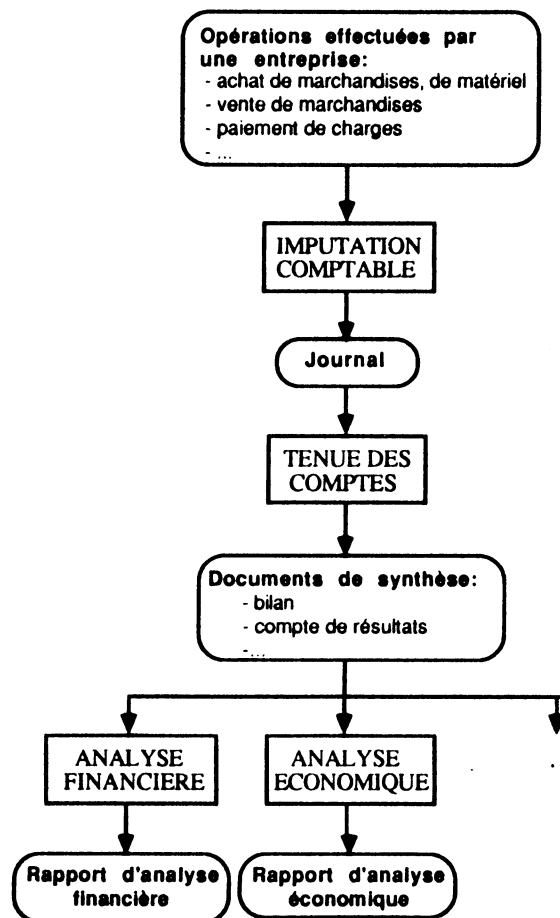 Opérations effectuées par
une entreprise:
- achat de marchandises, de matériel
- vente de marchandises
- paiement de charges
- ...
IMPUTATION
COMPTABLE
Journal
TENUE DES
COMPTES
Documents de synthèse:
- bilan
- compte de résultats
-...
ANALYSE
FINANCIERE
ANALYSE
ECONOMIQUE
Rapport d'analyse
financière
Rapport d'analyse
économique